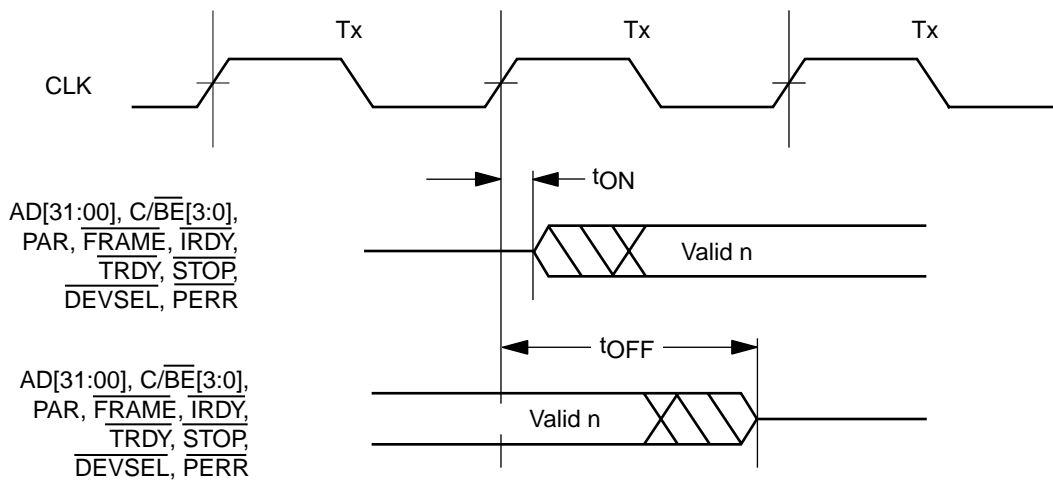 Tx Tx Tx
CLK
tON
AD[31:00], C/BE[3:0],
PAR, FRAME, IRDY,
TRDY, STOP,
DEVSEL, PERR
Valid n
tOFF
AD[31:00], C/BE[3:0],
PAR, FRAME, IRDY,
TRDY, STOP,
DEVSEL, PERR
Valid n